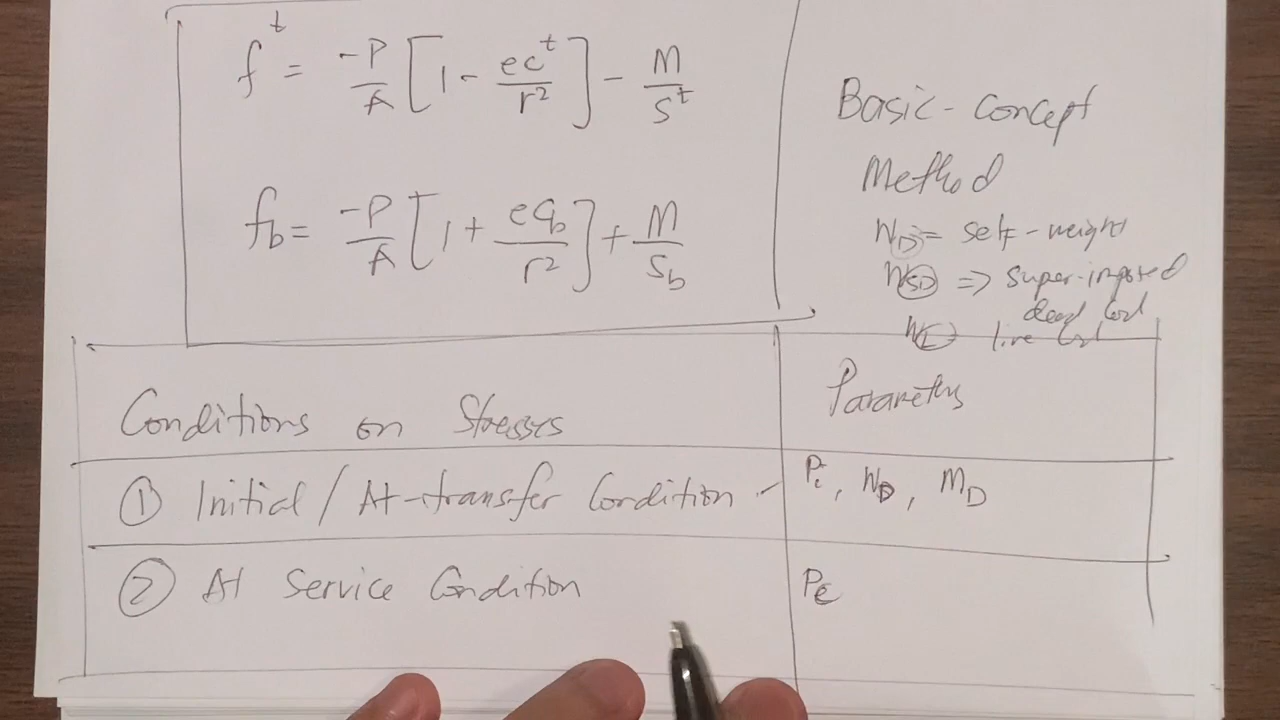 f^t = -P/A [1 - ec^t/r²] - M/S^t
f_b = -P/A [1 + ec_b/r²] + M/S_b
Basic-concept
Method
W_D = self-weight
W_SD => super-imposed
dead load
W_L live load
Conditions on Stresses
Parameters
① Initial / At-transfer Condition - P_i, W_D, M_D
② At Service Condition P_e